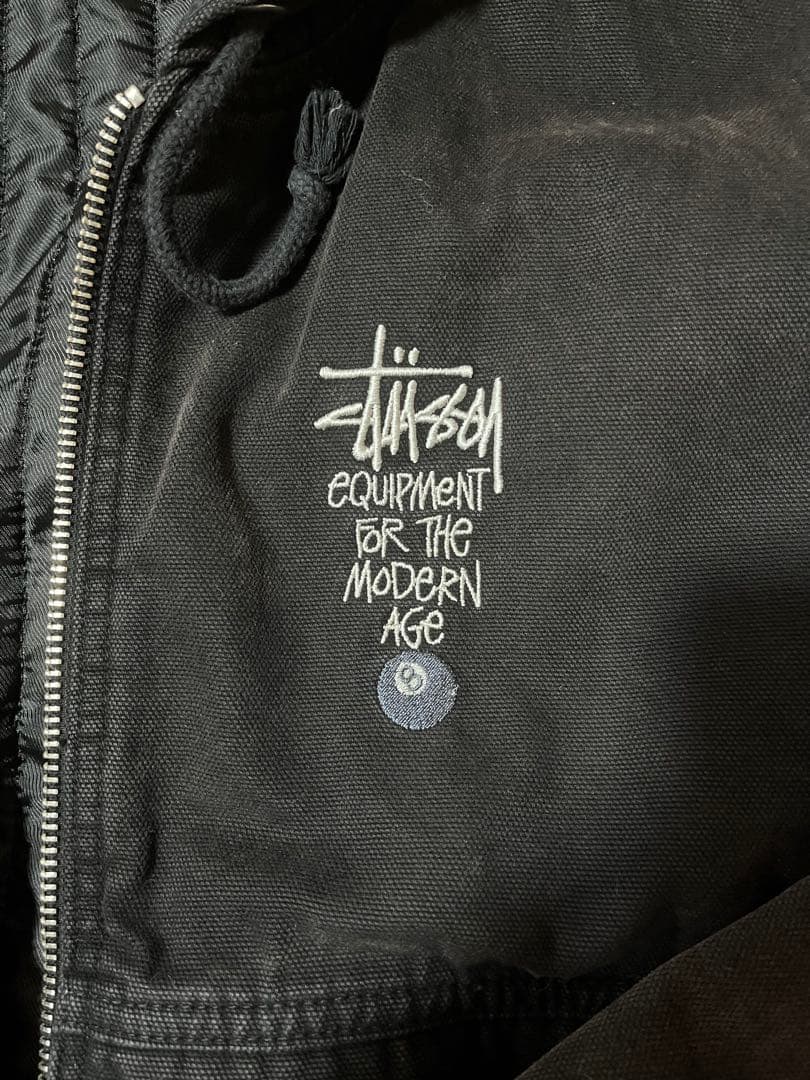 Stüssy
EQUIPMENT
FOR THE
MODERN
AGE
8